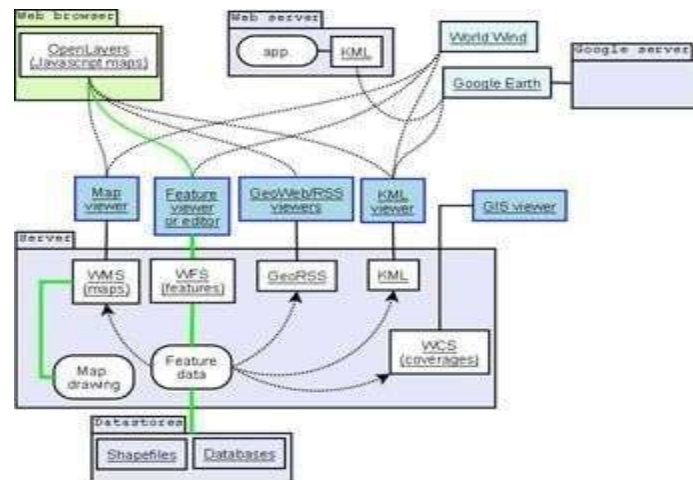 Web browser
OpenLayers
(Javascript maps)
Web server
app.
KML
World Wind
Google Earth
Google server
Map
viewer
Feature
viewer
or editor
GeoWeb/RSS
viewers
KML
viewer
GIS viewer
Server
WMS
(maps)
WFS
(features)
GeoRSS
KML
WCS
(coverages)
Map
drawing
Feature
data
Datastores
Shapefiles
Databases